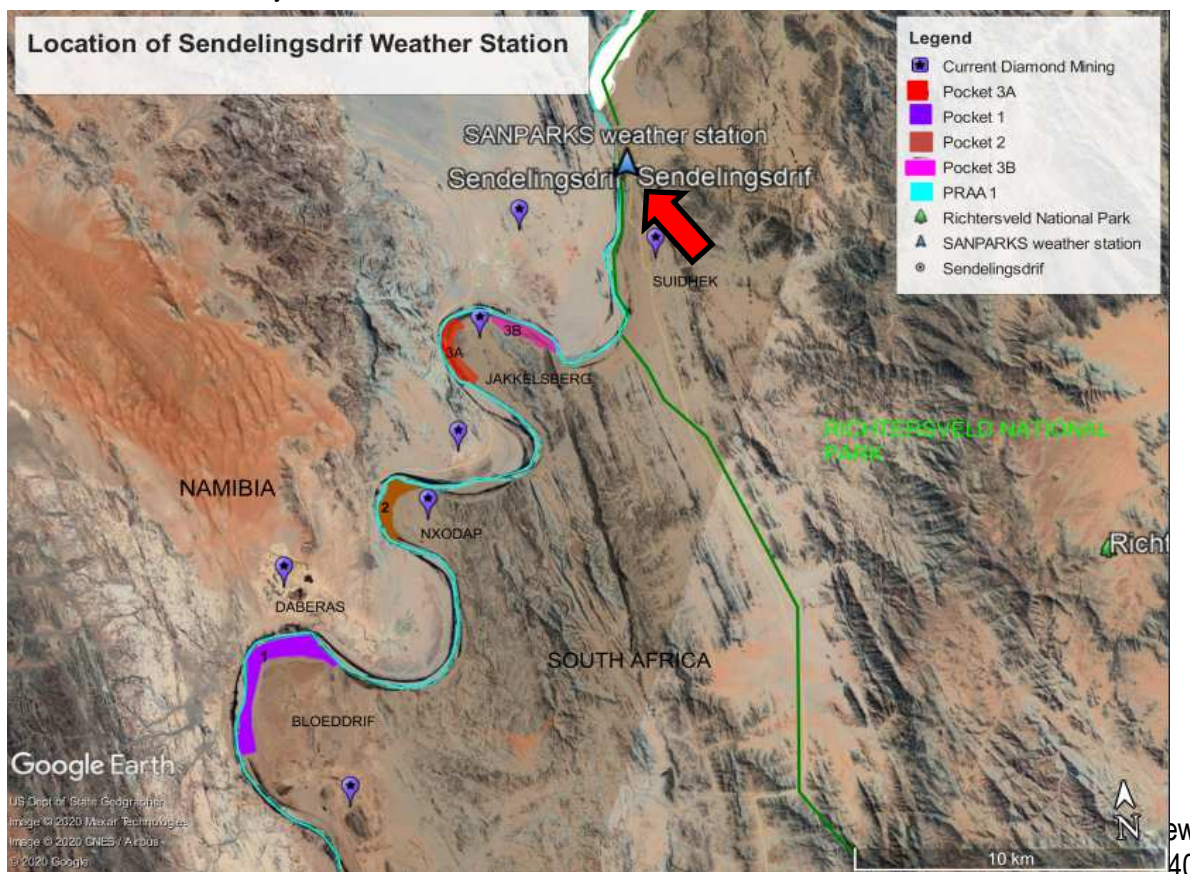 Location of Sendelingsdrif Weather Station
Legend
Current Diamond Mining
Pocket 3A
Pocket 1
Pocket 2
Pocket 3B
PRAA 1
Richtersveld National Park
SANPARKS weather station
Sendelingsdrif
SANPARKS weather station
Sendelingsdrif Sendelingsdrif
SUIDHEK
3B
3A
JAKKELSBERG
RICHTERSVELD NATIONAL
PARK
NAMIBIA
2
NXODAP
Richt
DABERAS
SOUTH AFRICA
1
BLOEDDRIF
Google Earth
US Dept of State Geographer
Image © 2020 Maxar Technologies
Image © 2020 CNES / Airbus
© 2020 Google
N
10 km
ew
40